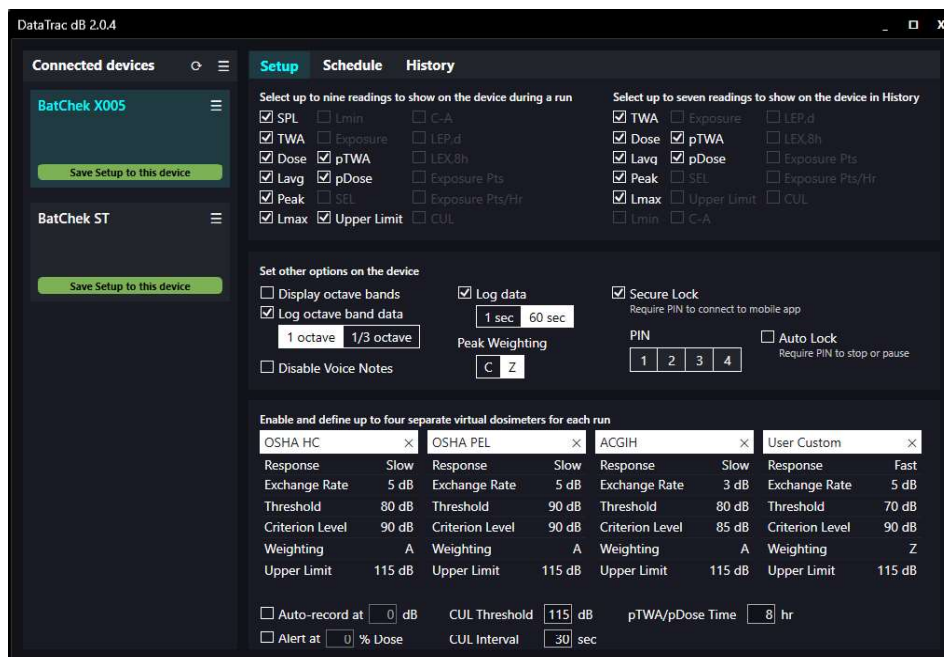 DataTrac dB 2.0.4
Connected devices
BatChek X005
Save Setup to this device
BatChek ST
Save Setup to this device
Setup Schedule History
Select up to nine readings to show on the device during a run
SPL Lmin C-A
TWA Exposure LEP,d
Dose pTWA LEX,8h
Lavg pDose Exposure Pts
Peak SEL Exposure Pts/Hr
Lmax Upper Limit CUL
Select up to seven readings to show on the device in History
TWA Exposure LEP,d
Dose pTWA LEX,8h
Lavg pDose Exposure Pts
Peak SEL Exposure Pts/Hr
Lmax Upper Limit CUL
Lmin C-A
Set other options on the device
Display octave bands
Log octave band data
1 octave 1/3 octave
Disable Voice Notes
Log data
1 sec 60 sec
Peak Weighting
C Z
Secure Lock
Require PIN to connect to mobile app
PIN
1 2 3 4
Auto Lock
Require PIN to stop or pause
Enable and define up to four separate virtual dosimeters for each run
OSHA HC × OSHA PEL × ACGIH × User Custom ×
Response Slow Response Slow Response Slow Response Fast
Exchange Rate 5 dB Exchange Rate 5 dB Exchange Rate 3 dB Exchange Rate 5 dB
Threshold 80 dB Threshold 90 dB Threshold 80 dB Threshold 70 dB
Criterion Level 90 dB Criterion Level 90 dB Criterion Level 85 dB Criterion Level 90 dB
Weighting A Weighting A Weighting A Weighting Z
Upper Limit 115 dB Upper Limit 115 dB Upper Limit 115 dB Upper Limit 115 dB
Auto-record at 0 dB CUL Threshold 115 dB pTWA/pDose Time 8 hr
Alert at 0 % Dose CUL Interval 30 sec